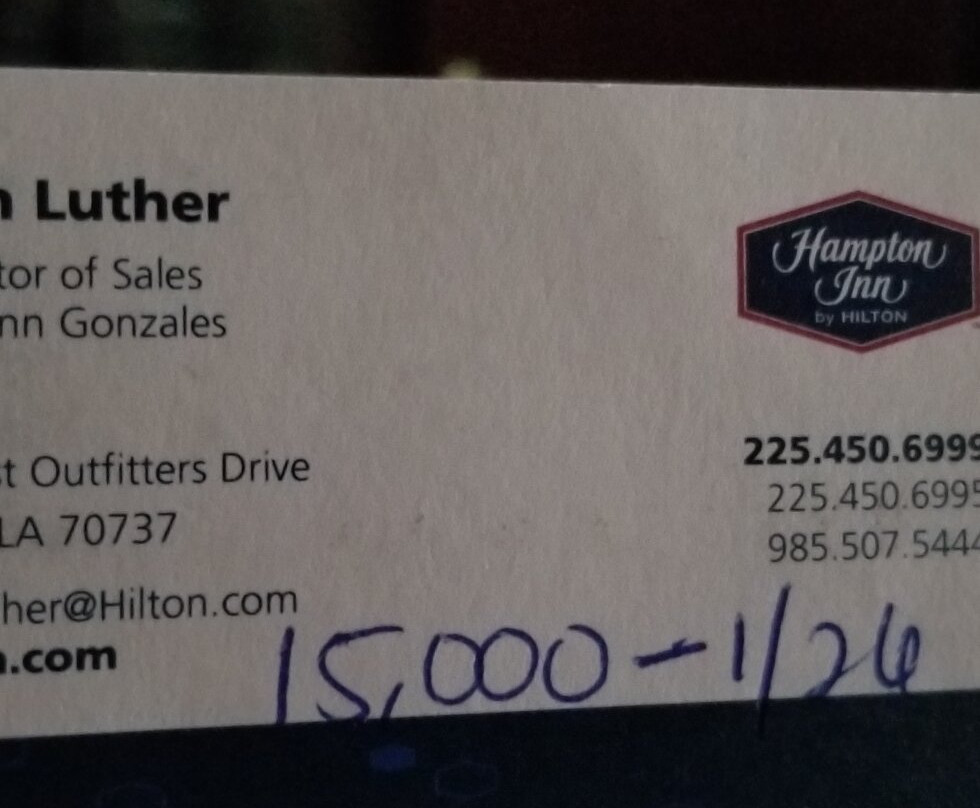 n Luther
tor of Sales
nn Gonzales
Hampton
Inn
by HILTON
t Outfitters Drive
LA 70737
her@Hilton.com
.com
225.450.6999
225.450.6995
985.507.5444
15,000-1/26